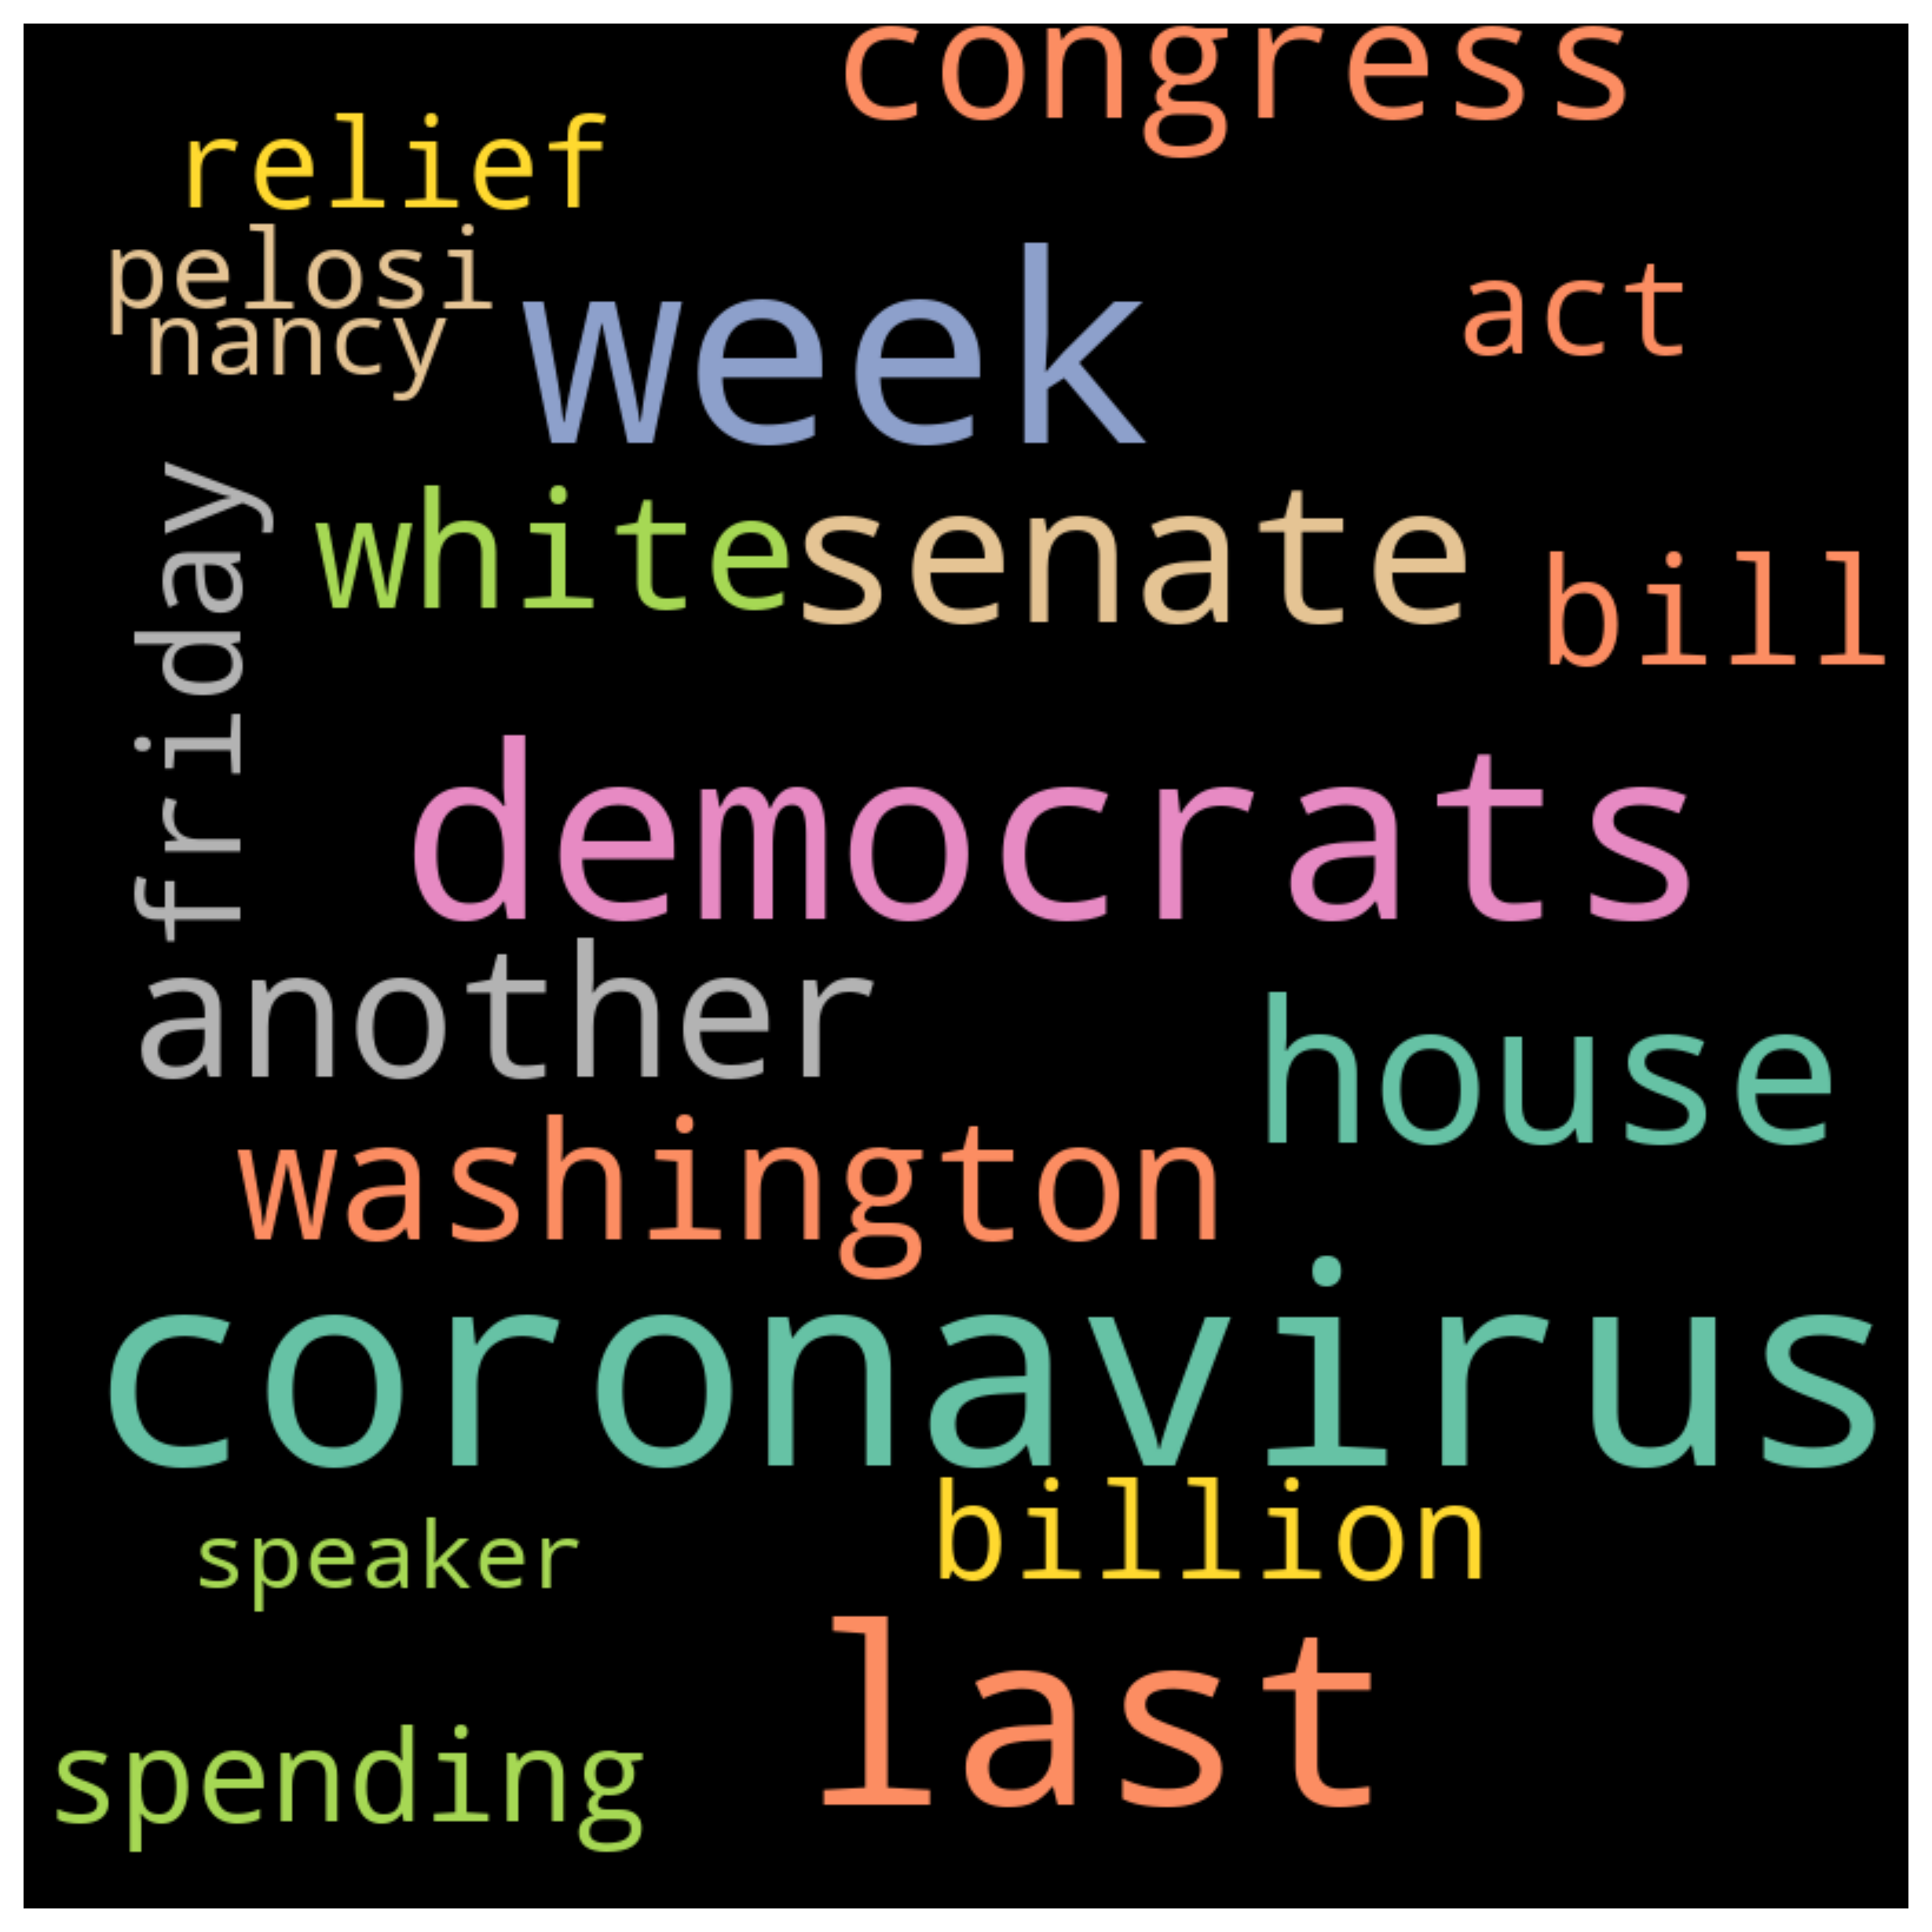 congress
relief
pelosi
act
nancy
week
friday
white senate
bill
democrats
another
house
washington
coronavirus
billion
speaker
last
spending